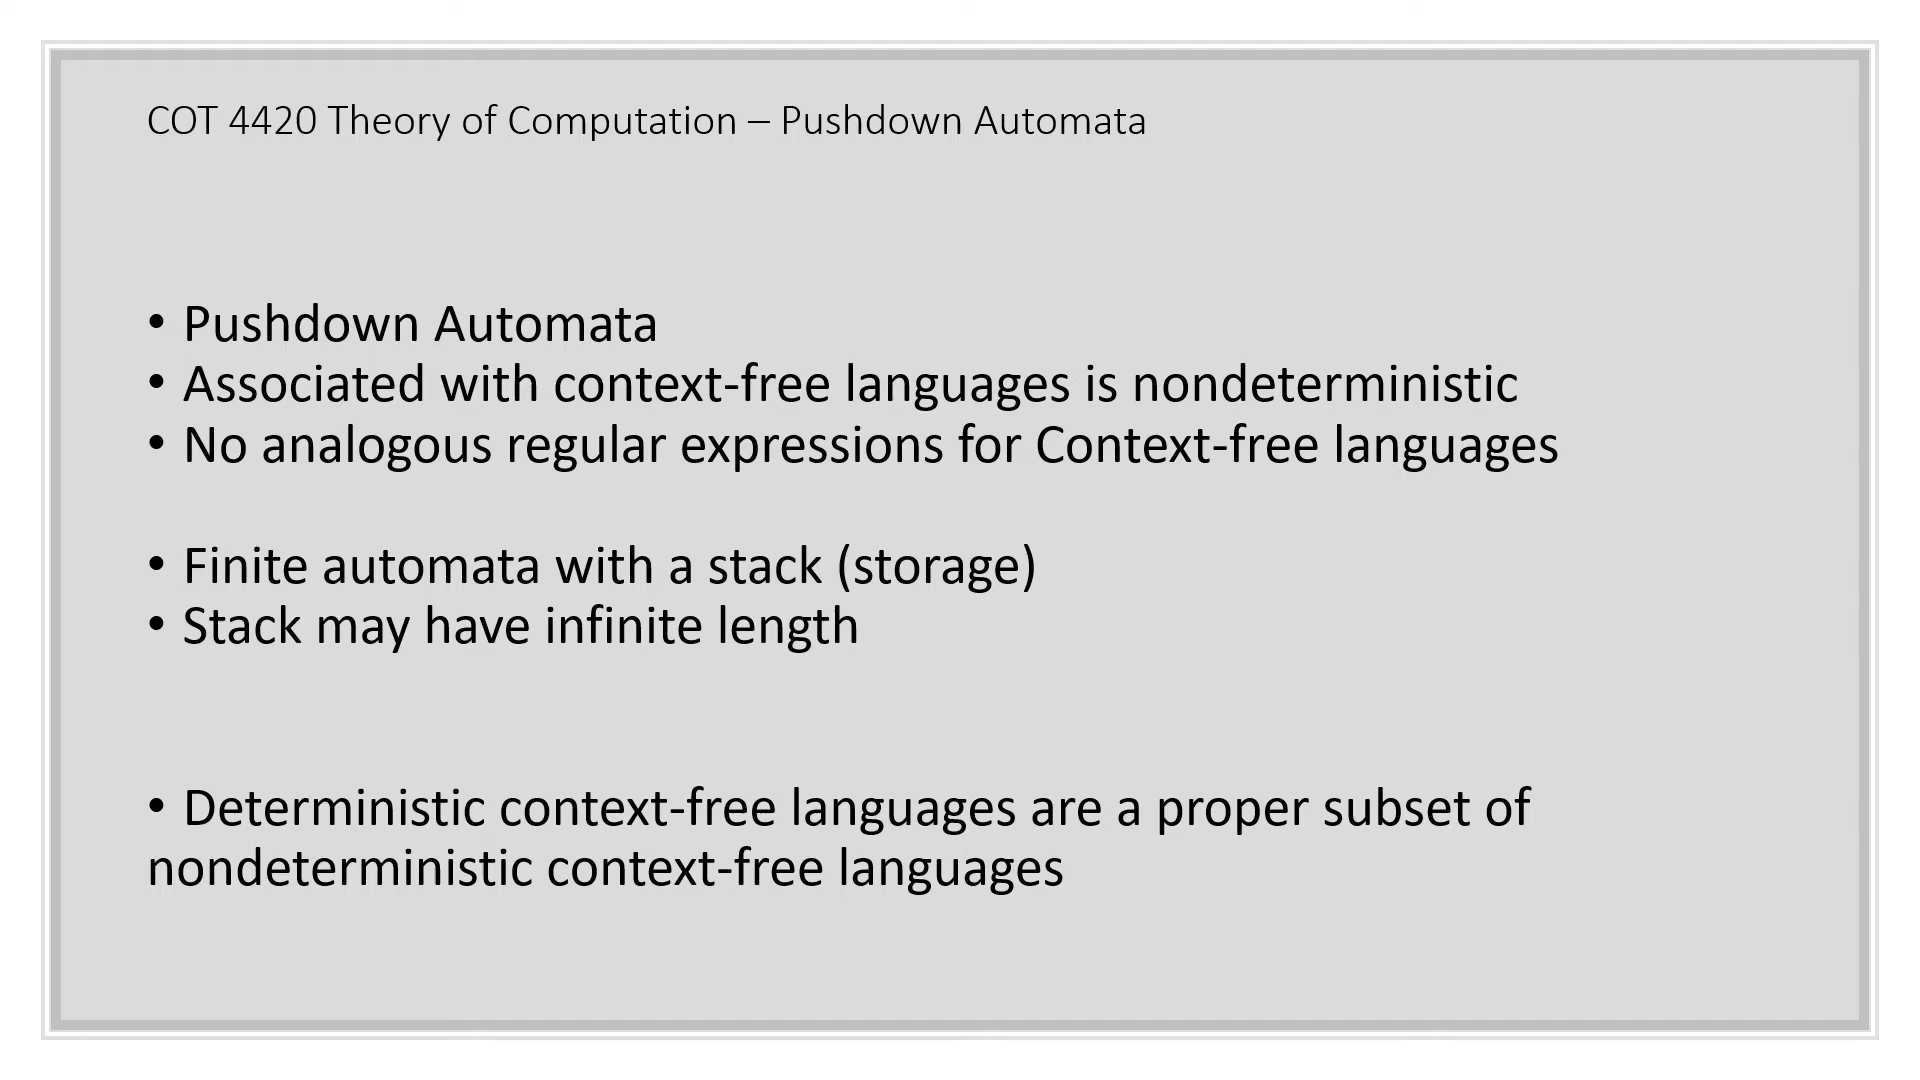 COT 4420 Theory of Computation – Pushdown Automata
• Pushdown Automata
• Associated with context-free languages is nondeterministic
• No analogous regular expressions for Context-free languages
• Finite automata with a stack (storage)
• Stack may have infinite length
• Deterministic context-free languages are a proper subset of
nondeterministic context-free languages